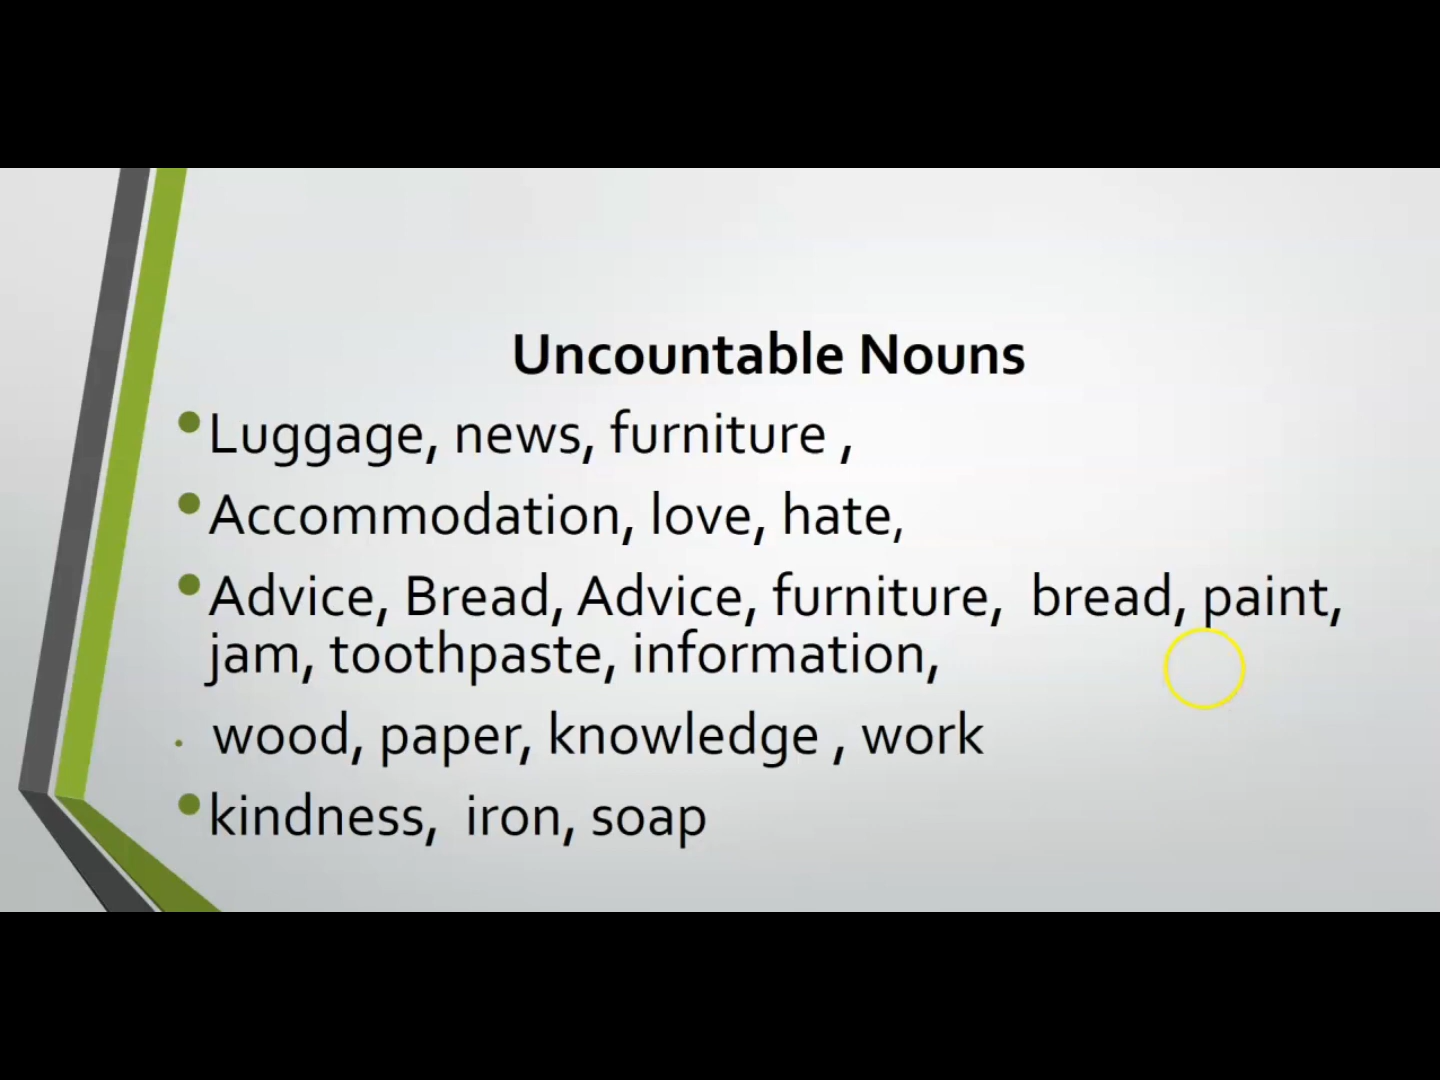 Uncountable Nouns
•Luggage, news, furniture ,
•Accommodation, love, hate,
•Advice, Bread, Advice, furniture,  bread, paint,
jam, toothpaste, information,
• wood, paper, knowledge , work
•kindness,  iron, soap